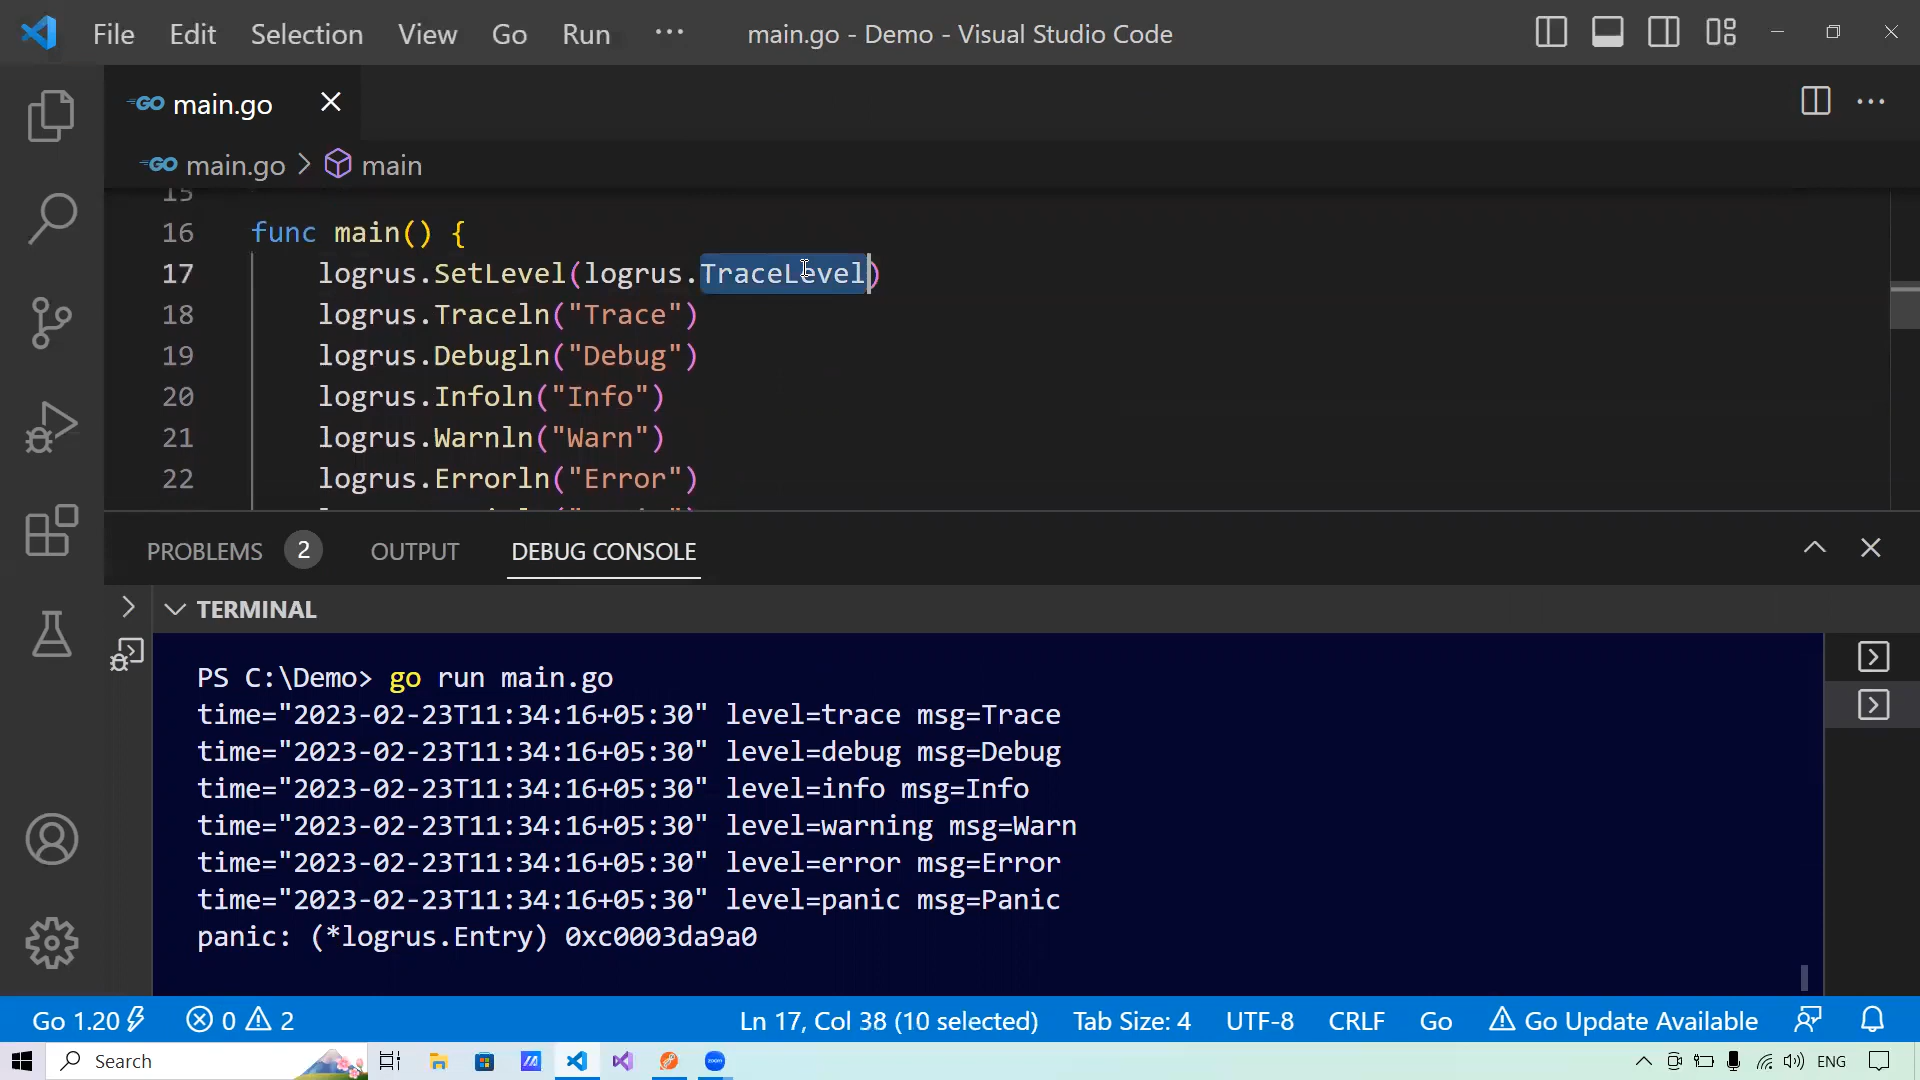 File Edit Selection View Go Run ··· main.go - Demo - Visual Studio Code
GO main.go
GO main.go > main
15
16 func main() {
17 logrus.SetLevel(logrus.TraceLevel)
18 logrus.Traceln("Trace")
19 logrus.Debugln("Debug")
20 logrus.Infoln("Info")
21 logrus.Warnln("Warn")
22 logrus.Errorln("Error")
PROBLEMS 2 OUTPUT DEBUG CONSOLE
TERMINAL
PS C:\Demo> go run main.go
time="2023-02-23T11:34:16+05:30" level=trace msg=Trace
time="2023-02-23T11:34:16+05:30" level=debug msg=Debug
time="2023-02-23T11:34:16+05:30" level=info msg=Info
time="2023-02-23T11:34:16+05:30" level=warning msg=Warn
time="2023-02-23T11:34:16+05:30" level=error msg=Error
time="2023-02-23T11:34:16+05:30" level=panic msg=Panic
panic: (*logrus.Entry) 0xc0003da9a0
Go 1.20 0 2 Ln 17, Col 38 (10 selected) Tab Size: 4 UTF-8 CRLF Go Go Update Available
Search zoom ENG